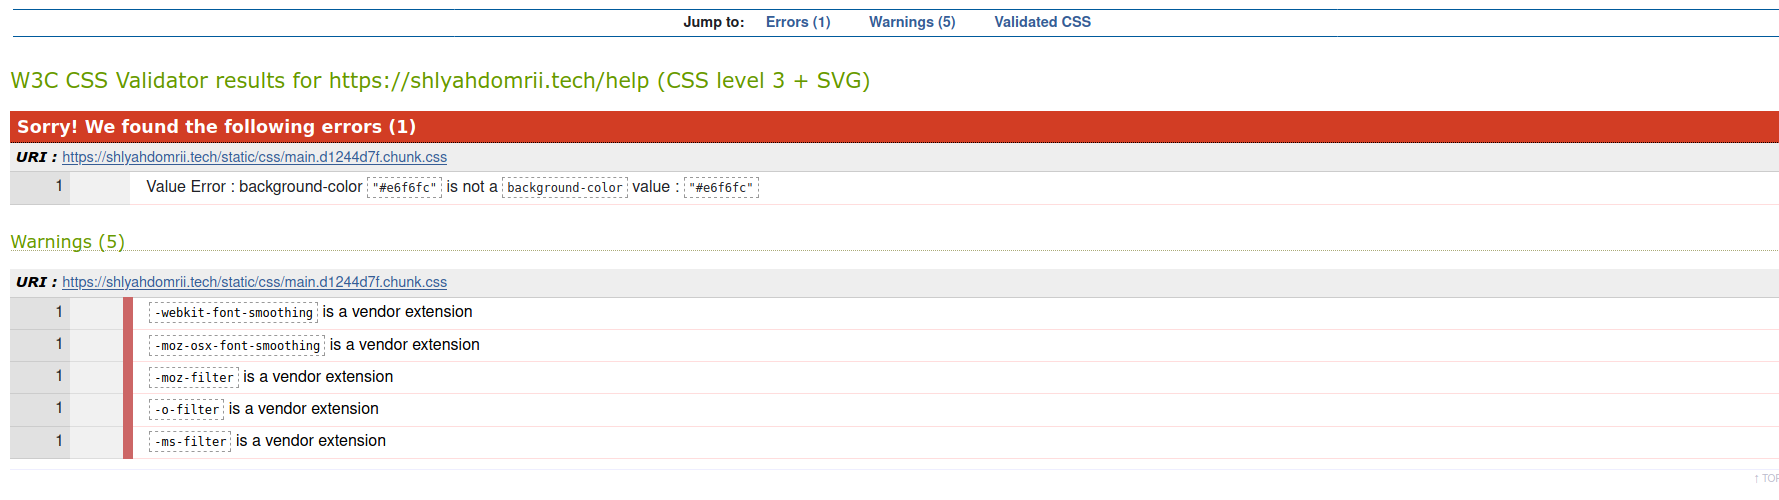 Jump to: Errors (1) Warnings (5) Validated CSS
W3C CSS Validator results for https://shlyahdomrii.tech/help (CSS level 3 + SVG)
Sorry! We found the following errors (1)
URI : https://shlyahdomrii.tech/static/css/main.d1244d7f.chunk.css
1 Value Error : background-color "#e6f6fc" is not a background-color value : "#e6f6fc"
Warnings (5)
URI : https://shlyahdomrii.tech/static/css/main.d1244d7f.chunk.css
1 -webkit-font-smoothing is a vendor extension
1 -moz-osx-font-smoothing is a vendor extension
1 -moz-filter is a vendor extension
1 -o-filter is a vendor extension
1 -ms-filter is a vendor extension
↑ TOP